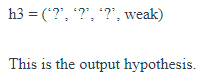 h3 = (‘?’, ‘?’, ‘?’, weak)
This is the output hypothesis.